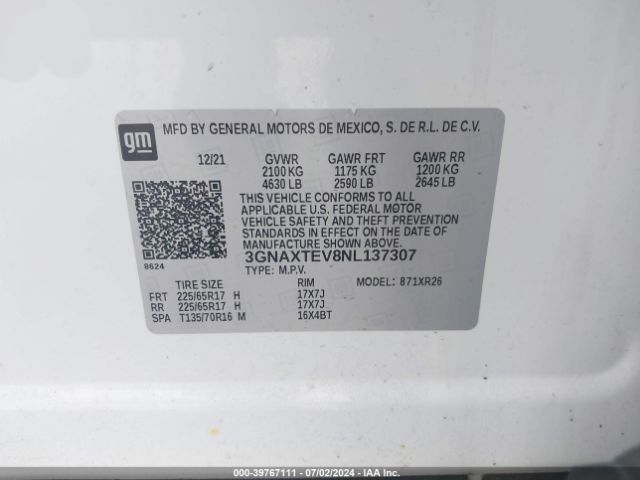 gm
MFD BY GENERAL MOTORS DE MEXICO, S. DE R.L. DE C.V.
12/21 GVWR GAWR FRT GAWR RR
2100 KG 1175 KG 1200 KG
4630 LB 2590 LB 2645 LB
THIS VEHICLE CONFORMS TO ALL
APPLICABLE U.S. FEDERAL MOTOR
VEHICLE SAFETY AND THEFT PREVENTION
STANDARDS IN EFFECT ON THE DATE OF
MANUFACTURE SHOWN ABOVE.
8624
3GNAXTEV8NL137307
TYPE: M.P.V.
MODEL: 871XR26
TIRE SIZE RIM
FRT 225/65R17 H 17X7J
RR 225/65R17 H 17X7J
SPA T135/70R16 M 16X4BT
000-39767111 - 07/02/2024 - IAA Inc.